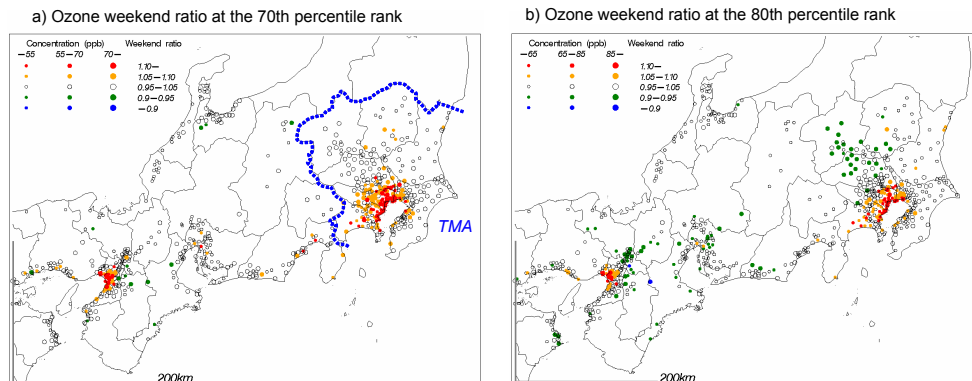 a) Ozone weekend ratio at the 70th percentile rank
Concentration (ppb) Weekend ratio
—55 55—70 70—
1.10—
1.05—1.10
0.95—1.05
0.9—0.95
—0.9
TMA
200km
b) Ozone weekend ratio at the 80th percentile rank
Concentration (ppb) Weekend ratio
—65 65—85 85—
1.10—
1.05—1.10
0.95—1.05
0.9—0.95
—0.9
200km